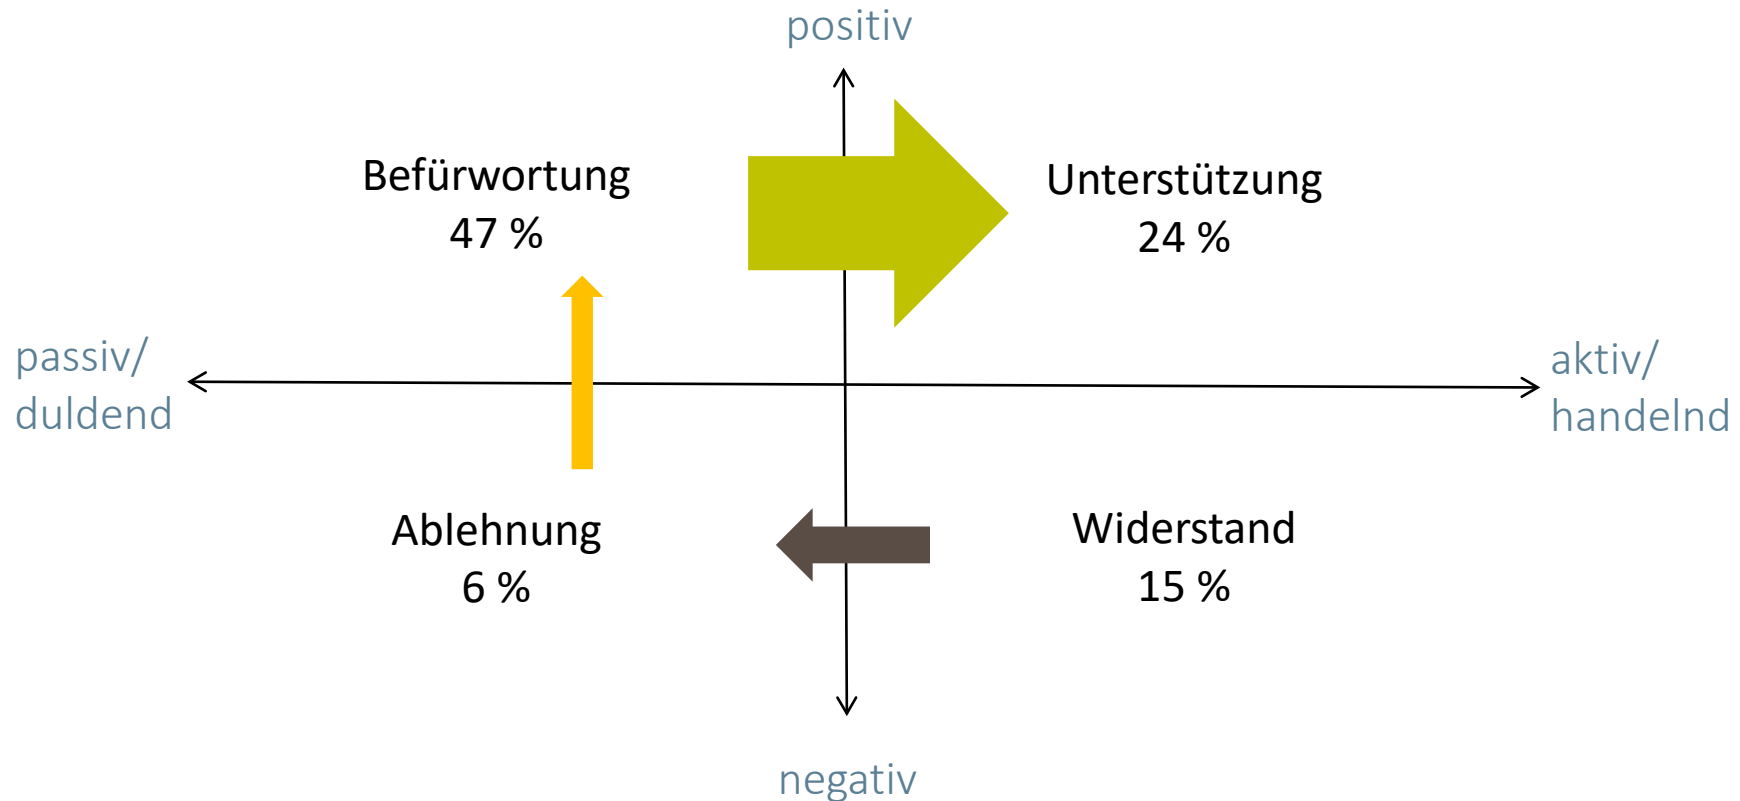 positiv
Befürwortung
47 %
Unterstützung
24 %
passiv/
duldend
aktiv/
handelnd
Ablehnung
6 %
Widerstand
15 %
negativ